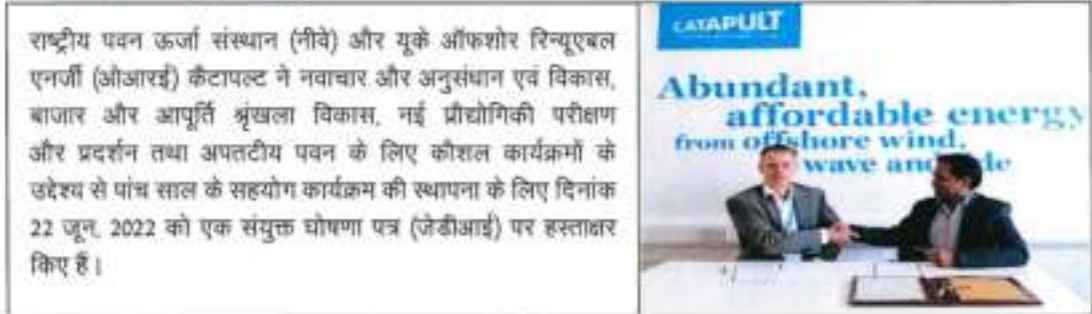 राष्ट्रीय पवन ऊर्जा संस्थान (नीवे) और यूके ऑफशोर रिन्यूएबल
एनर्जी (ओआरई) कैटापल्ट ने नवाचार और अनुसंधान एवं विकास,
बाजार और आपूर्ति श्रृंखला विकास, नई प्रौद्योगिकी परीक्षण
और प्रदर्शन तथा अपतटीय पवन के लिए कौशल कार्यक्रमों के
उद्देश्य से पांच साल के सहयोग कार्यक्रम की स्थापना के लिए दिनांक
22 जून, 2022 को एक संयुक्त घोषणा पत्र (जेडीआई) पर हस्ताक्षर
किए हैं।
CATAPULT
Abundant,
affordable energy
from offshore wind,
wave and